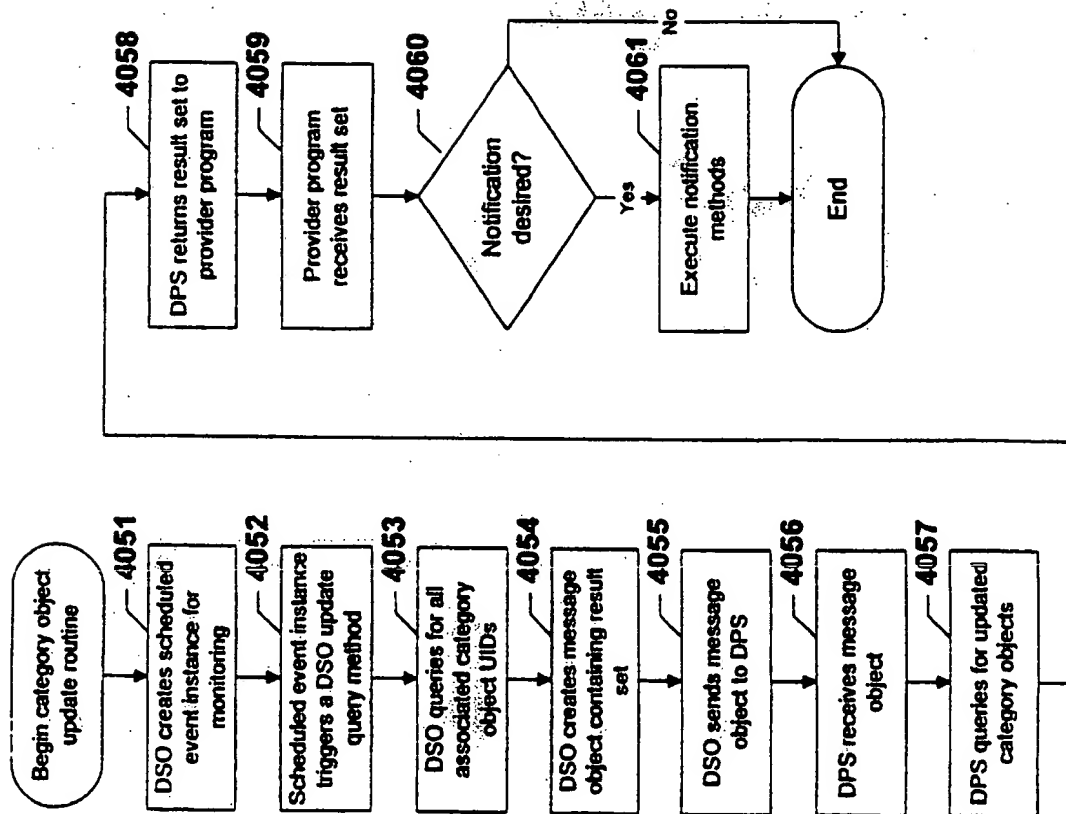 Begin category object
update routine
4051
DSO creates scheduled
event instance for
monitoring
4052
Scheduled event instance
triggers a DSO update
query method
4053
DSO queries for all
associated category
object UIDs
4054
DSO creates message
object containing result
set
4055
DSO sends message
object to DPS
4056
DPS receives message
object
4057
DPS queries for updated
category objects
4058
DPS returns result set to
provider program
4059
Provider program
receives result set
4060
Notification
desired?
No
Yes
4061
Execute notification
methods
End